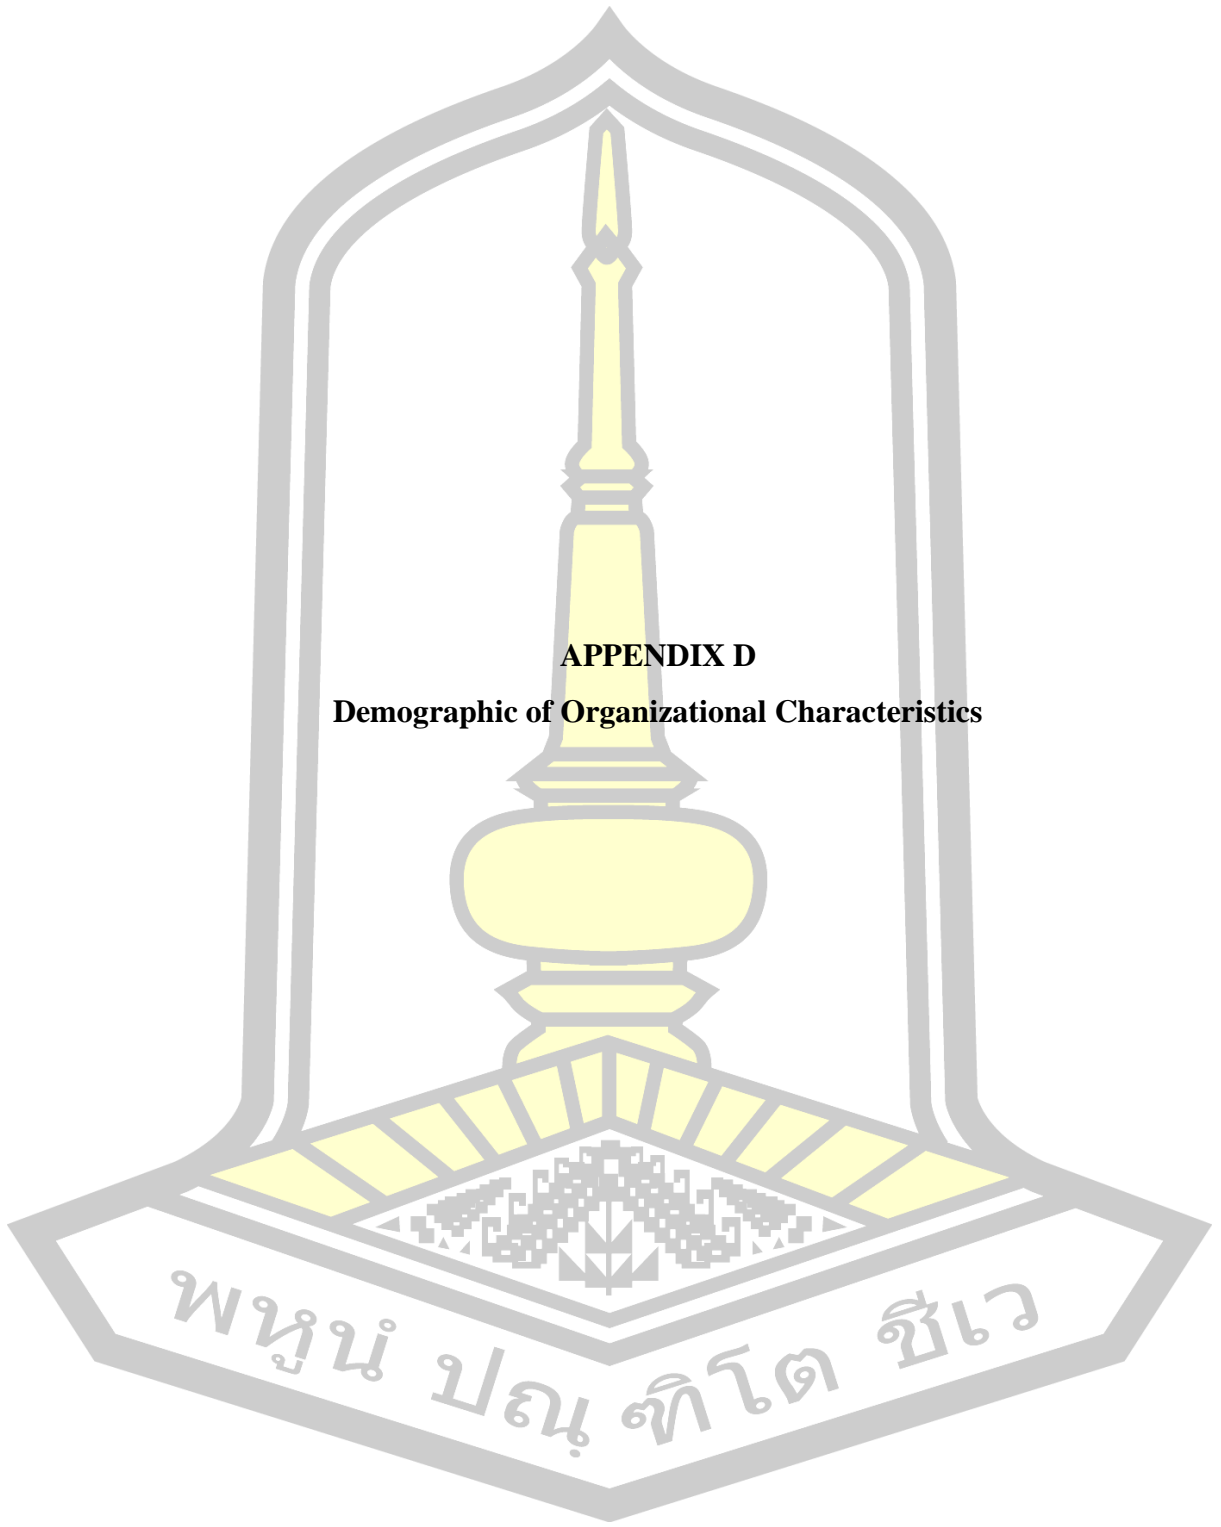 APPENDIX D
Demographic of Organizational Characteristics
พหูนํ ปณฺฑิโต ชีเว